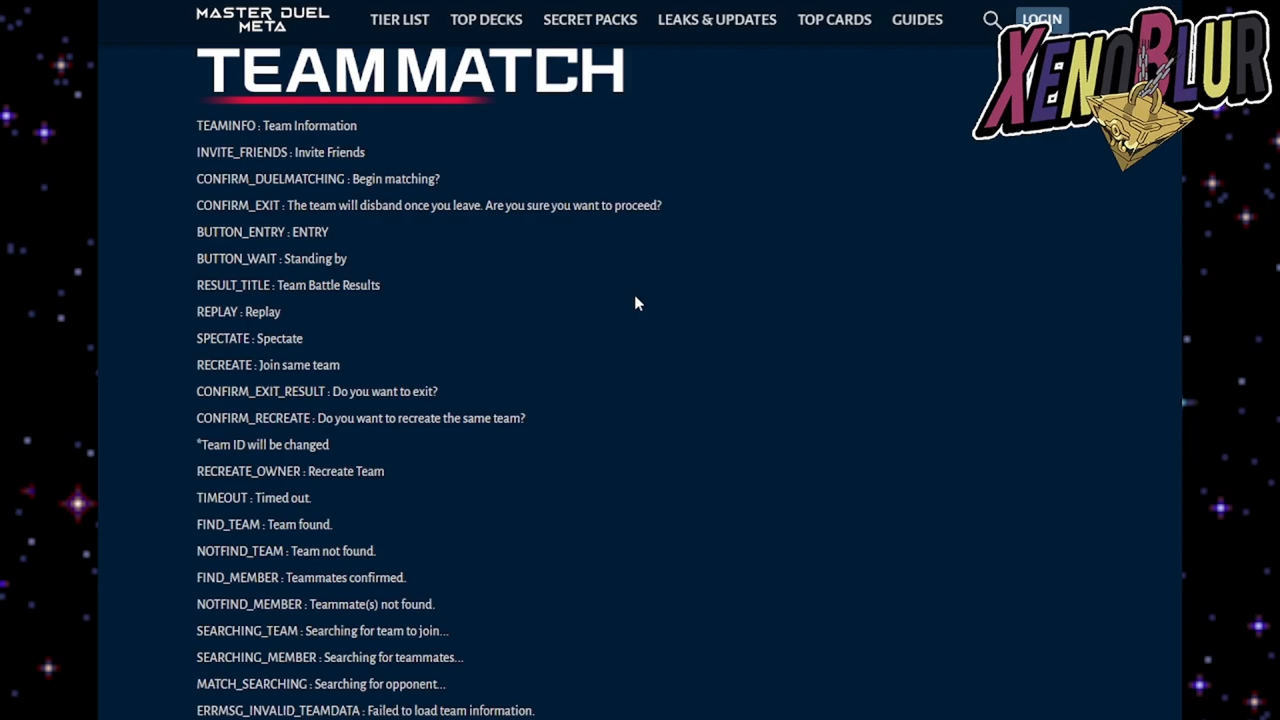 MASTER DUEL
META
TIER LIST
TOP DECKS
SECRET PACKS
LEAKS & UPDATES
TOP CARDS
GUIDES
LOGIN
XENOBLUR
TEAM MATCH
TEAMINFO : Team Information
INVITE_FRIENDS : Invite Friends
CONFIRM_DUELMATCHING : Begin matching?
CONFIRM_EXIT : The team will disband once you leave. Are you sure you want to proceed?
BUTTON_ENTRY : ENTRY
BUTTON_WAIT : Standing by
RESULT_TITLE : Team Battle Results
REPLAY : Replay
SPECTATE : Spectate
RECREATE : Join same team
CONFIRM_EXIT_RESULT : Do you want to exit?
CONFIRM_RECREATE : Do you want to recreate the same team?
*Team ID will be changed
RECREATE_OWNER : Recreate Team
TIMEOUT : Timed out.
FIND_TEAM : Team found.
NOTFIND_TEAM : Team not found.
FIND_MEMBER : Teammates confirmed.
NOTFIND_MEMBER : Teammate(s) not found.
SEARCHING_TEAM : Searching for team to join...
SEARCHING_MEMBER : Searching for teammates...
MATCH_SEARCHING : Searching for opponent...
ERRMSG_INVALID_TEAMDATA : Failed to load team information.